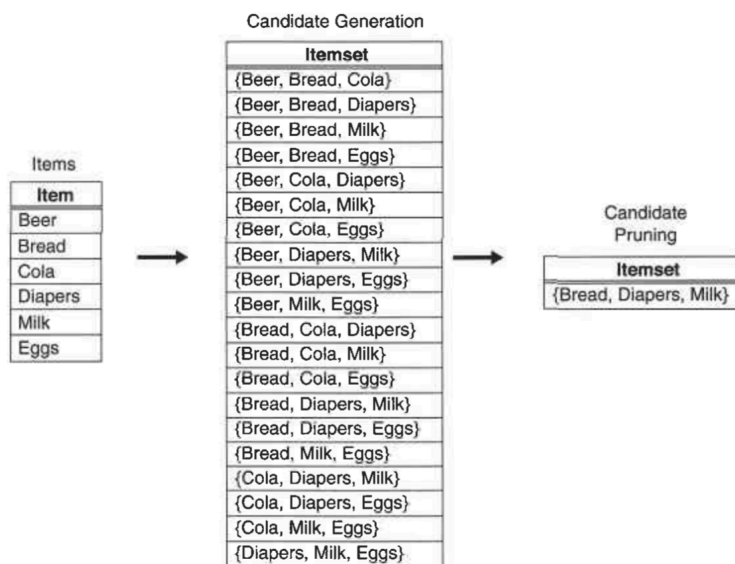 Candidate Generation
Itemset
{Beer, Bread, Cola}
{Beer, Bread, Diapers}
{Beer, Bread, Milk}
{Beer, Bread, Eggs}
{Beer, Cola, Diapers}
{Beer, Cola, Milk}
{Beer, Cola, Eggs}
{Beer, Diapers, Milk}
{Beer, Diapers, Eggs}
{Beer, Milk, Eggs}
{Bread, Cola, Diapers}
{Bread, Cola, Milk}
{Bread, Cola, Eggs}
{Bread, Diapers, Milk}
{Bread, Diapers, Eggs}
{Bread, Milk, Eggs}
{Cola, Diapers, Milk}
{Cola, Diapers, Eggs}
{Cola, Milk, Eggs}
{Diapers, Milk, Eggs}
Items
Item
Beer
Bread
Cola
Diapers
Milk
Eggs
Candidate
Pruning
Itemset
{Bread, Diapers, Milk}